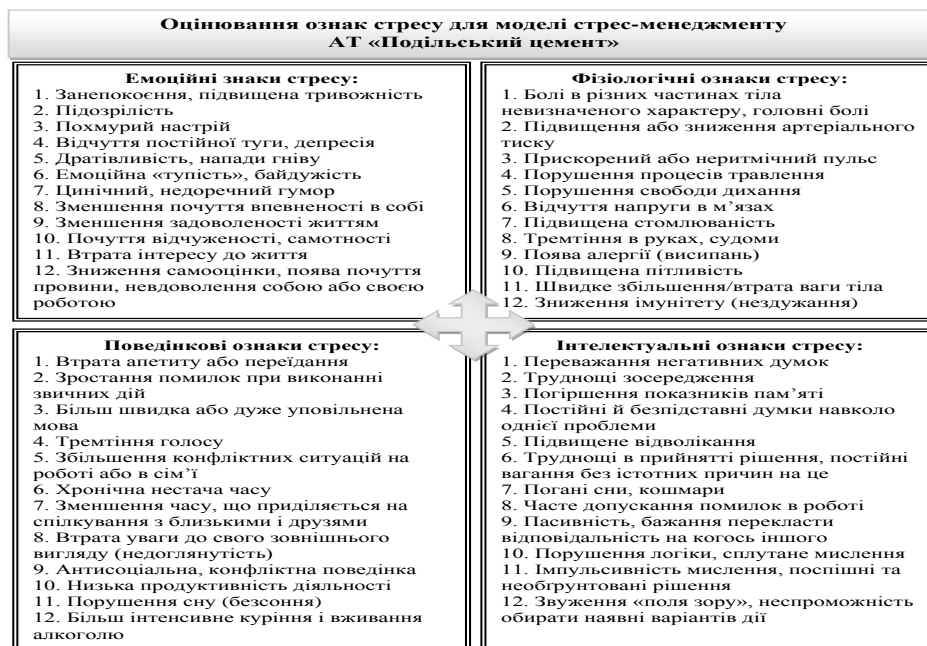 Оцінювання ознак стресу для моделі стрес-менеджменту
АТ «Подільський цемент»
Емоційні знаки стресу:
1. Занепокоєння, підвищена тривожність
2. Підозрілість
3. Похмурий настрій
4. Відчуття постійної туги, депресія
5. Дратівливість, напади гніву
6. Емоційна «тупість», байдужість
7. Цинічний, недоречний гумор
8. Зменшення почуття впевненості в собі
9. Зменшення задоволеності життям
10. Почуття відчуженості, самотності
11. Втрата інтересу до життя
12. Зниження самооцінки, поява почуття
провини, невдоволення собою або своєю
роботою
Фізіологічні ознаки стресу:
1. Болі в різних частинах тіла
невизначеного характеру, головні болі
2. Підвищення або зниження артеріального
тиску
3. Прискорений або неритмічний пульс
4. Порушення процесів травлення
5. Порушення свободи дихання
6. Відчуття напруги в м’язах
7. Підвищена стомлюваність
8. Тремтіння в руках, судоми
9. Поява алергії (висипань)
10. Підвищена пітливість
11. Швидке збільшення/втрата ваги тіла
12. Зниження імунітету (нездужання)
Поведінкові ознаки стресу:
1. Втрата апетиту або переїдання
2. Зростання помилок при виконанні
звичних дій
3. Більш швидка або дуже уповільнена
мова
4. Тремтіння голосу
5. Збільшення конфліктних ситуацій на
роботі або в сім’ї
6. Хронічна нестача часу
7. Зменшення часу, що приділяється на
спілкування з близькими і друзями
8. Втрата уваги до свого зовнішнього
вигляду (недоглянутість)
9. Антисоціальна, конфліктна поведінка
10. Низька продуктивність діяльності
11. Порушення сну (безсоння)
12. Більш інтенсивне куріння і вживання
алкоголю
Інтелектуальні ознаки стресу:
1. Переважання негативних думок
2. Труднощі зосередження
3. Погіршення показників пам’яті
4. Постійні й безпідставні думки навколо
однієї проблеми
5. Підвищене відволікання
6. Труднощі в прийнятті рішення, постійні
вагання без істотних причин на це
7. Погані сни, кошмари
8. Часте допускання помилок в роботі
9. Пасивність, бажання перекласти
відповідальність на когось іншого
10. Порушення логіки, сплутане мислення
11. Імпульсивність мислення, поспішні та
необґрунтовані рішення
12. Звуження «поля зору», неспроможність
обирати наявні варіантів дії